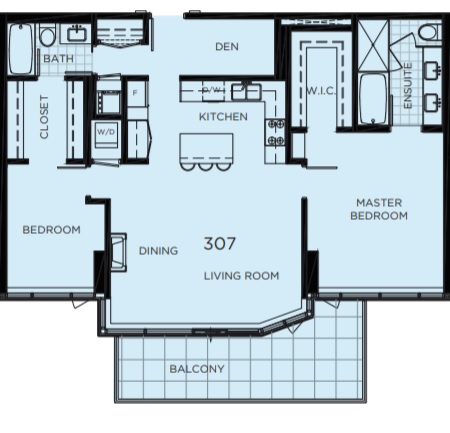 DEN
BATH
ENSUITE
D/W
F
W.I.C.
CLOSET
KITCHEN
W/D
MASTER
BEDROOM
BEDROOM
DINING
307
LIVING ROOM
BALCONY